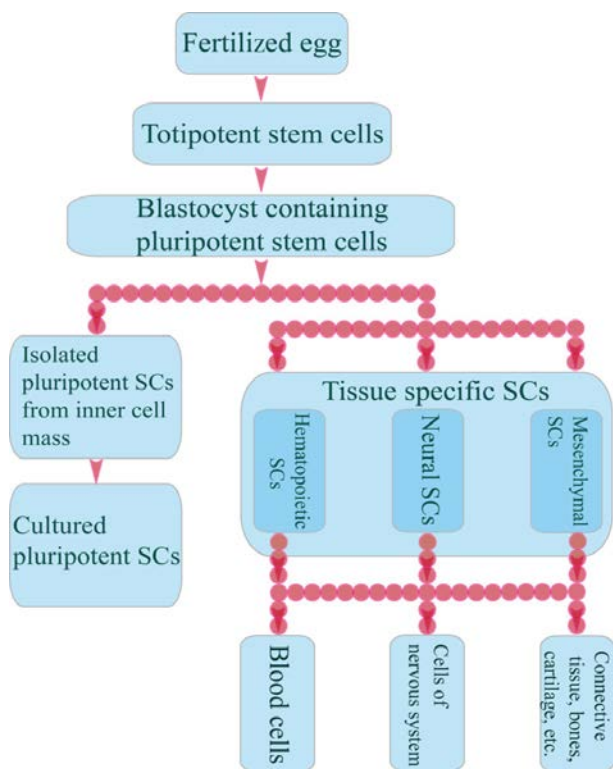 Fertilized egg
Totipotent stem cells
Blastocyst containing
pluripotent stem cells
Isolated
pluripotent SCs
from inner cell
mass
Cultured
pluripotent SCs
Tissue specific SCs
Hematopoietic
SCs
Neural SCs
Mesenchymal
SCs
Blood cells
Cells of
nervous system
Connective
tissue, bones,
cartilage, etc.